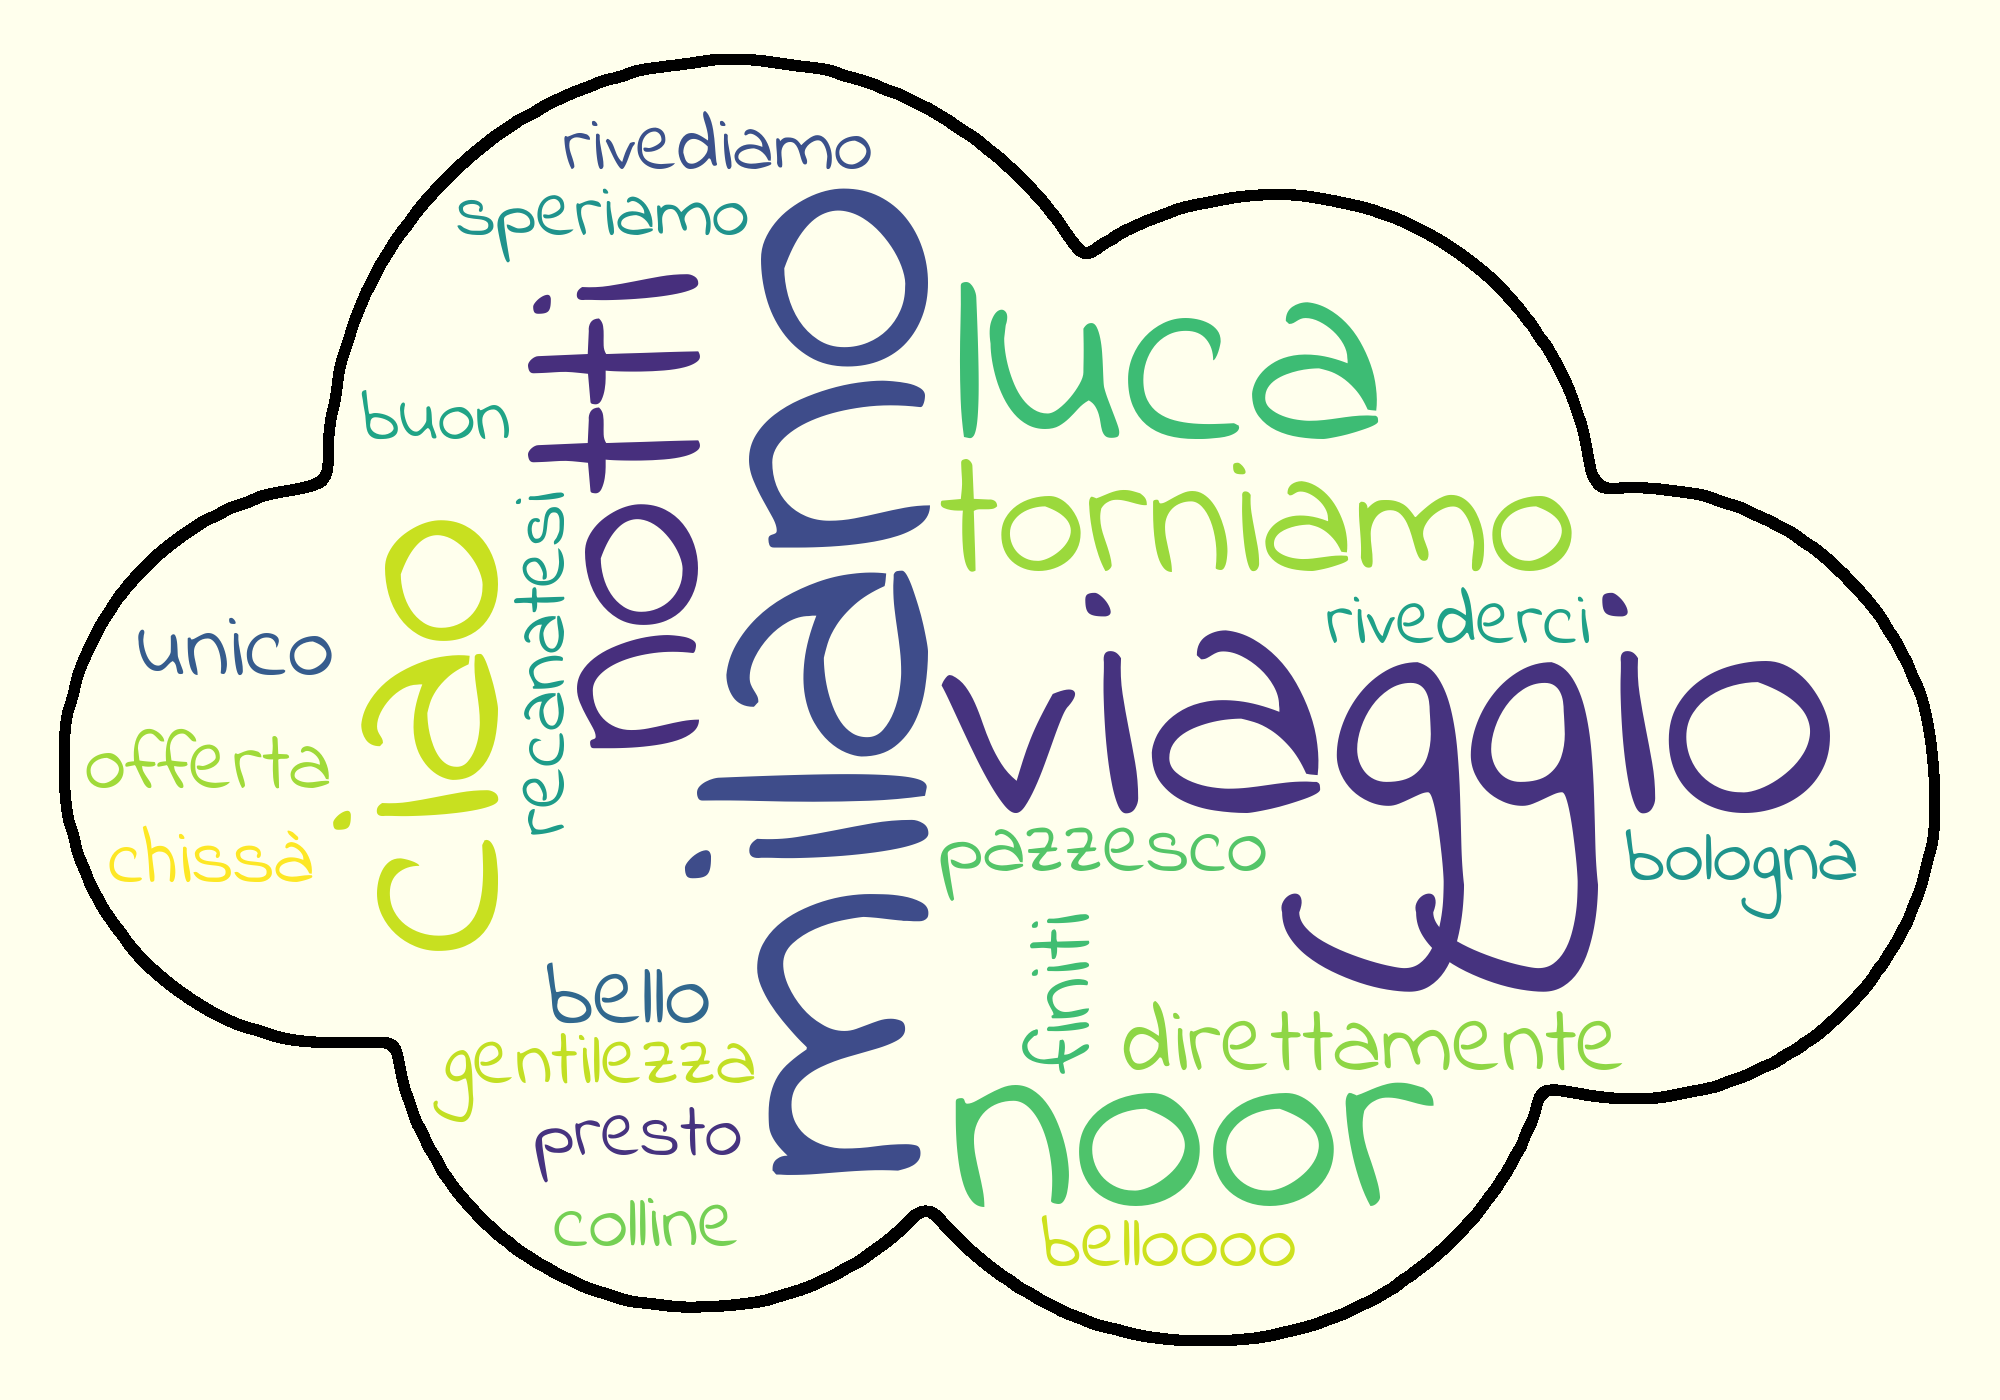 rivediamo
speriamo
milano
notti
luca
buon
torniamo
recanatesi
ciao
rivederci
viaggio
unico
offerta
chissà
pazzesco
bologna
finiti
bello
direttamente
gentilezza
noor
presto
colline
belloooo